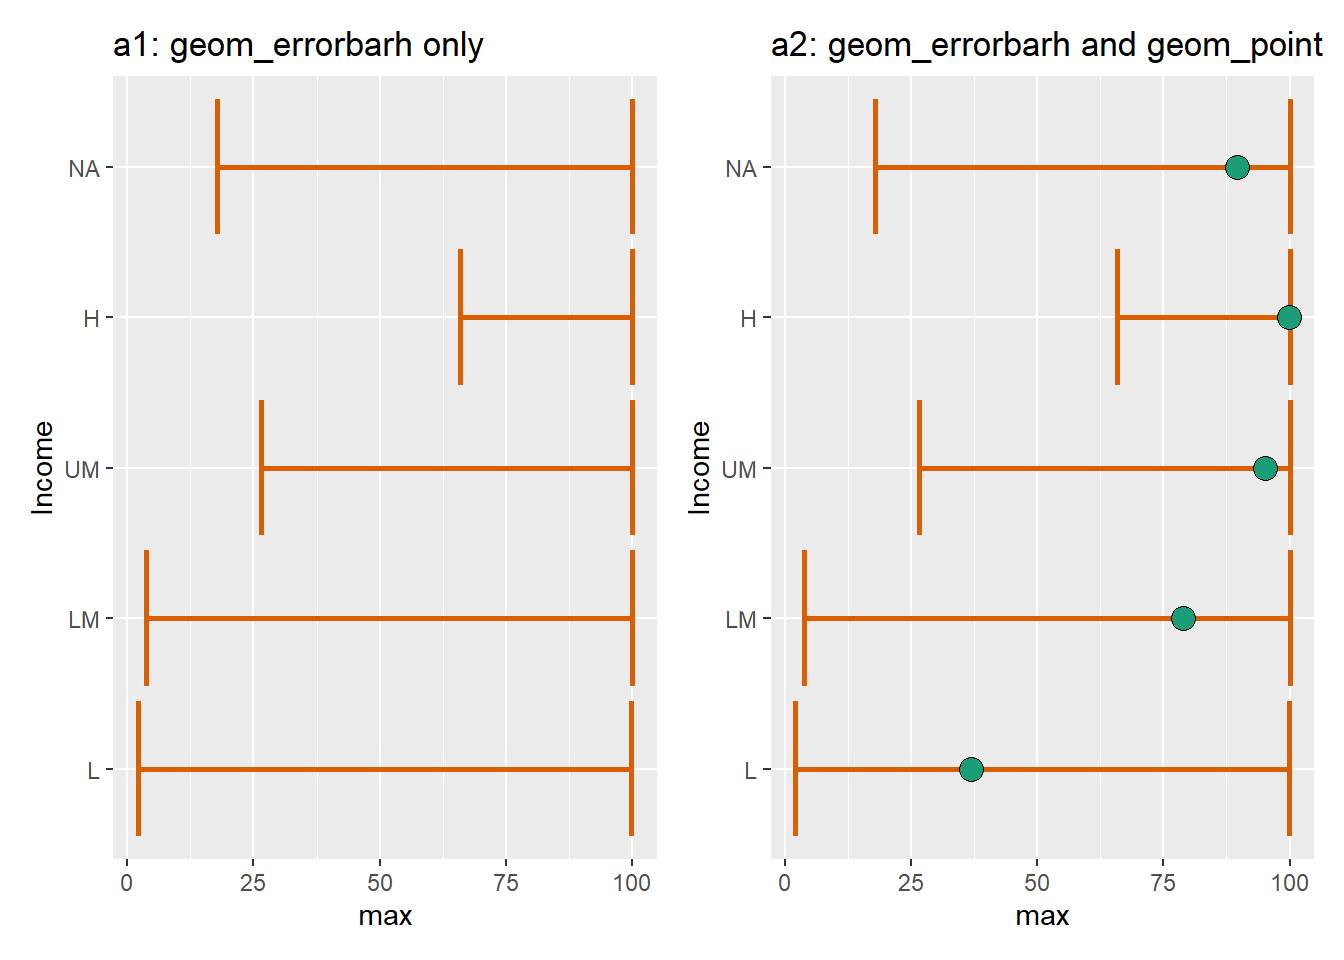 a1: geom_errorbarh only
NA
H
UM
LM
L
Income
0 25 50 75 100
max
a2: geom_errorbarh and geom_point
NA
H
UM
LM
L
Income
0 25 50 75 100
max